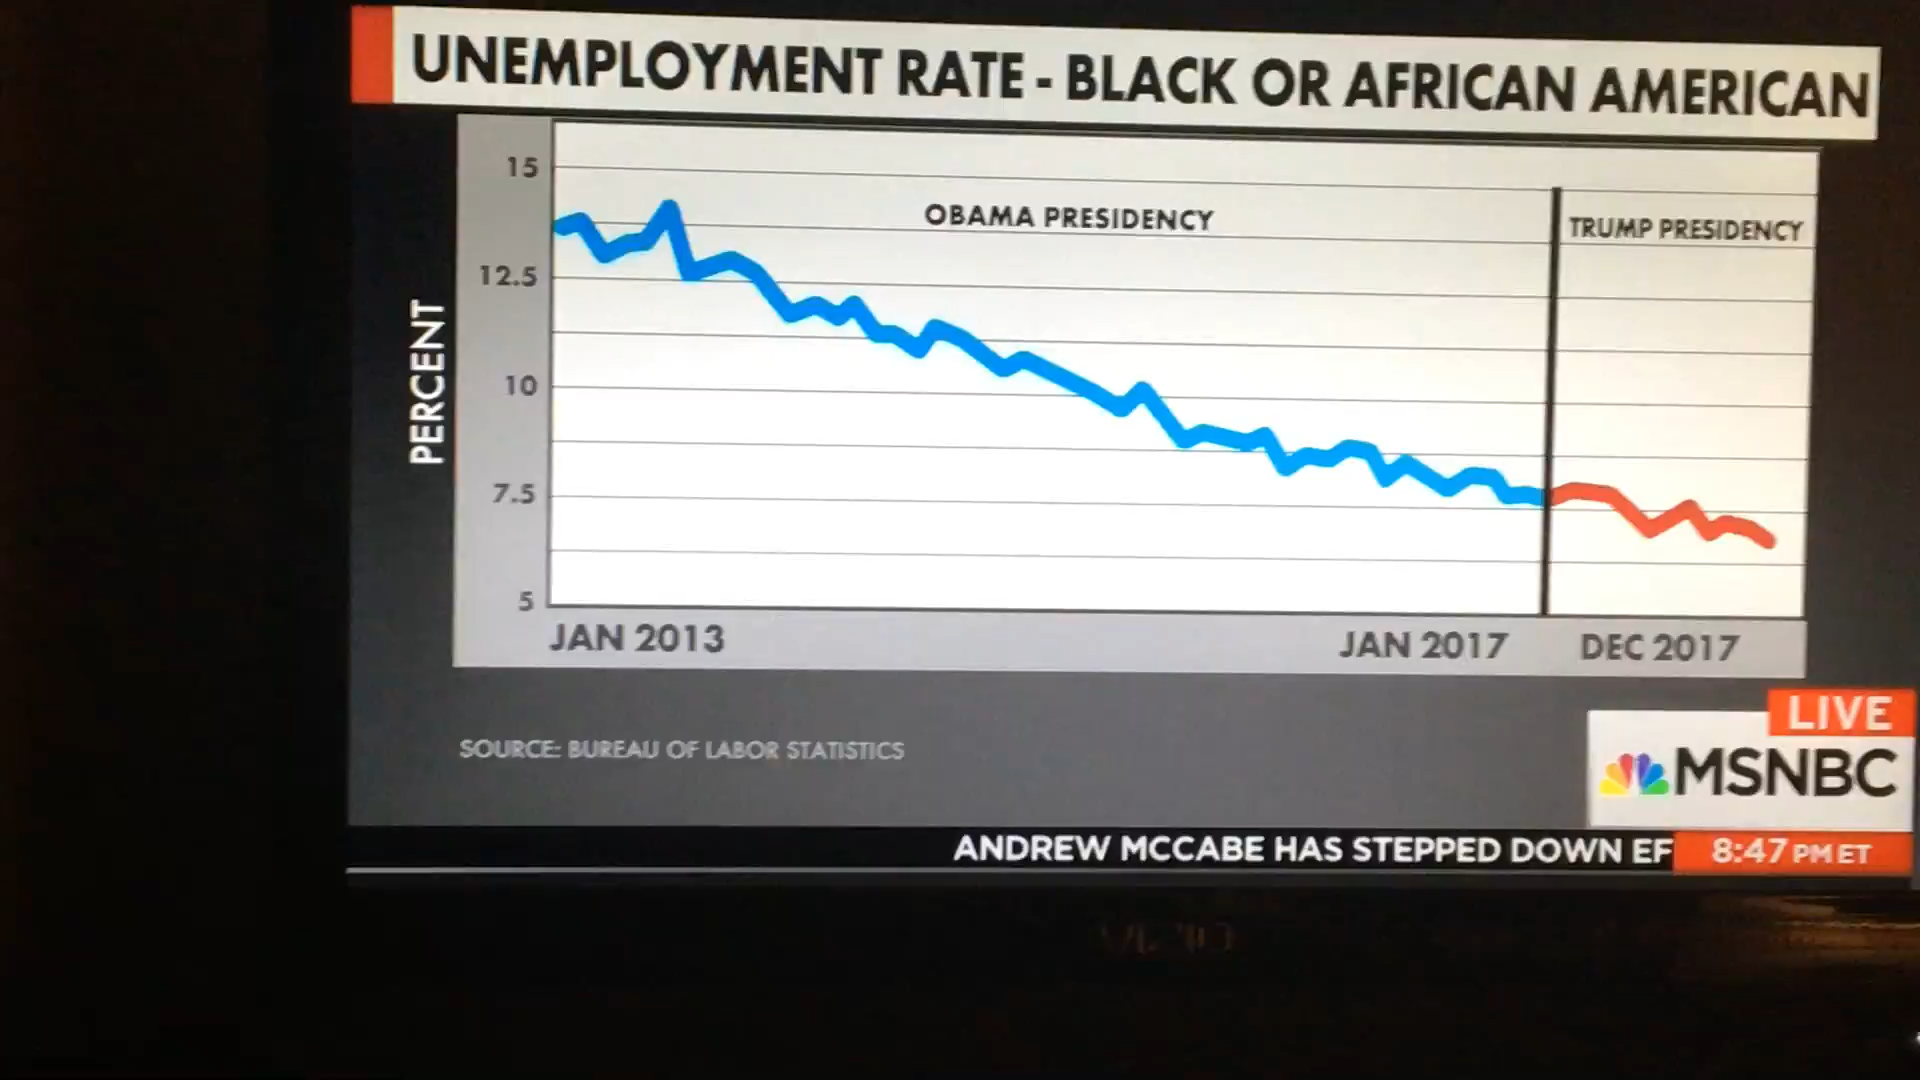 UNEMPLOYMENT RATE - BLACK OR AFRICAN AMERICAN
15
OBAMA PRESIDENCY
TRUMP PRESIDENCY
12.5
PERCENT
10
7.5
5
JAN 2013
JAN 2017
DEC 2017
LIVE
SOURCE: BUREAU OF LABOR STATISTICS
MSNBC
ANDREW MCCABE HAS STEPPED DOWN EF
8:47 PM ET